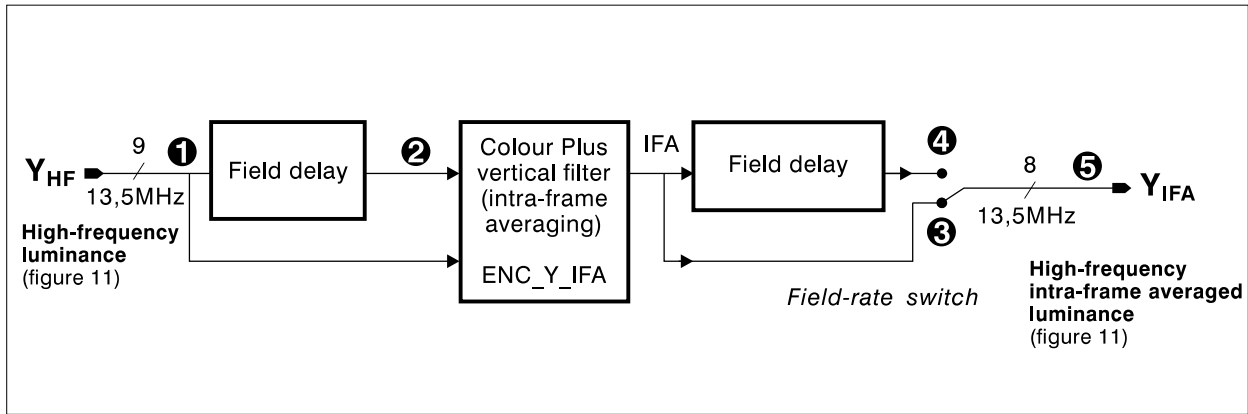 Y_HF
9
13,5MHz
❶
High-frequency
luminance
(figure 11)
Field delay
❷
Colour Plus
vertical filter
(intra-frame
averaging)
ENC_Y_IFA
IFA
Field delay
❹
❸
Field-rate switch
8
13,5MHz
❺
Y_IFA
High-frequency
intra-frame averaged
luminance
(figure 11)